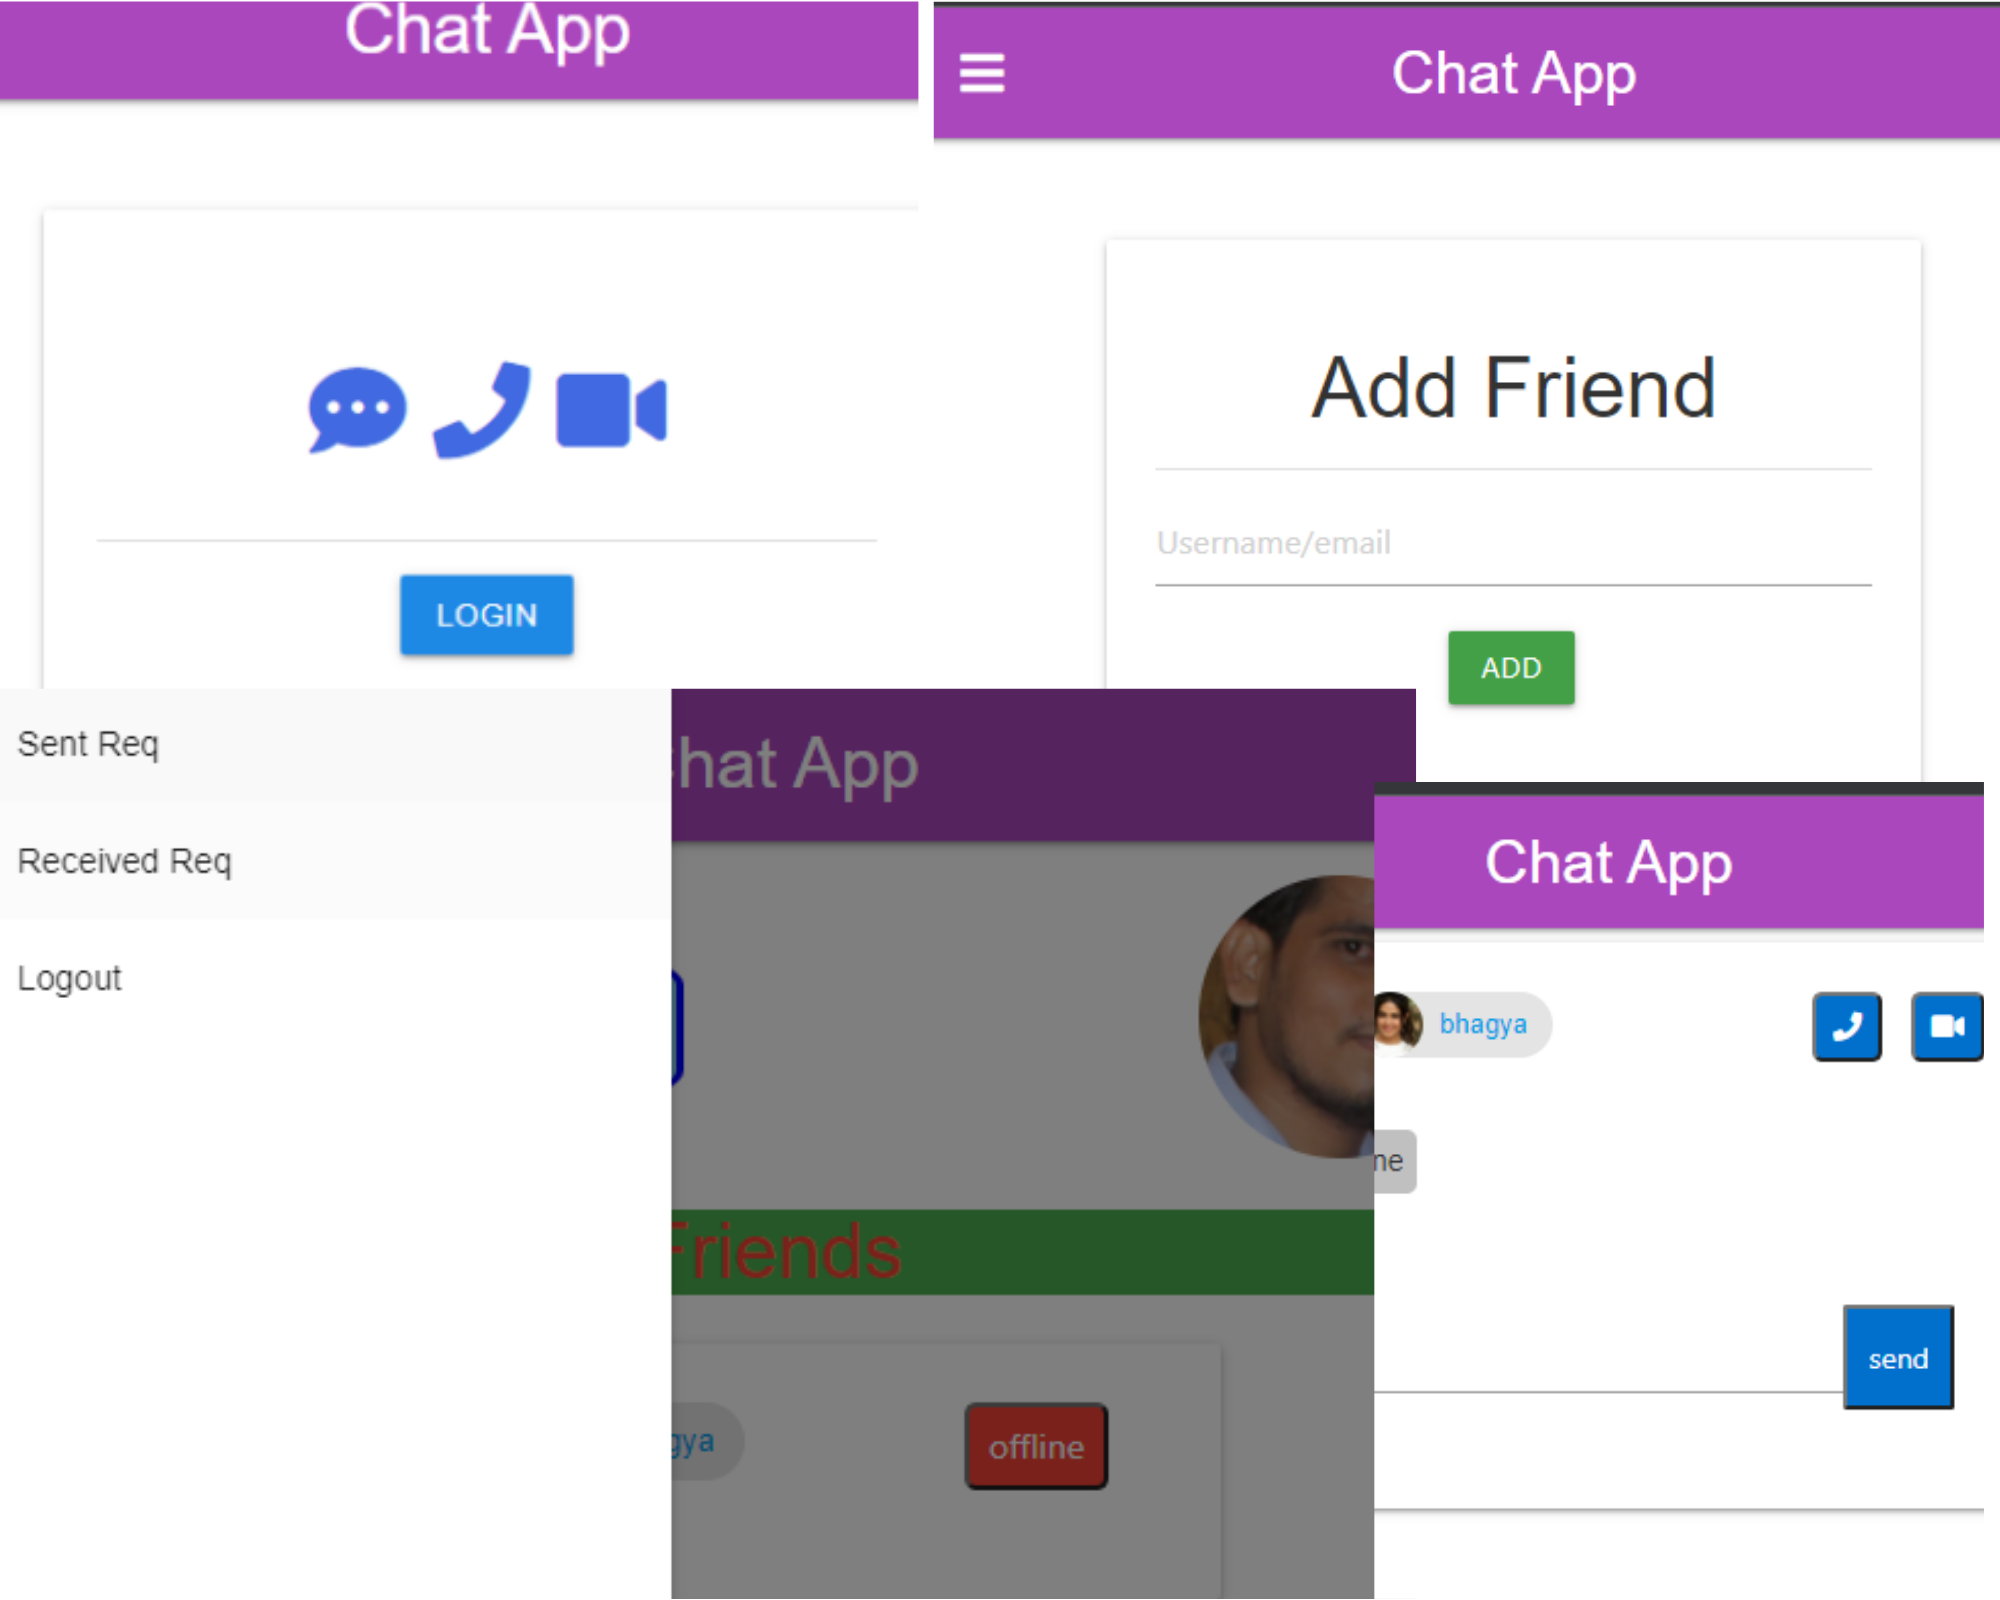 Chat App
LOGIN
Chat App
Add Friend
Username/email
ADD
Sent Req
Received Req
Logout
hat App
Friends
gya
offline
Chat App
bhagya
ne
send